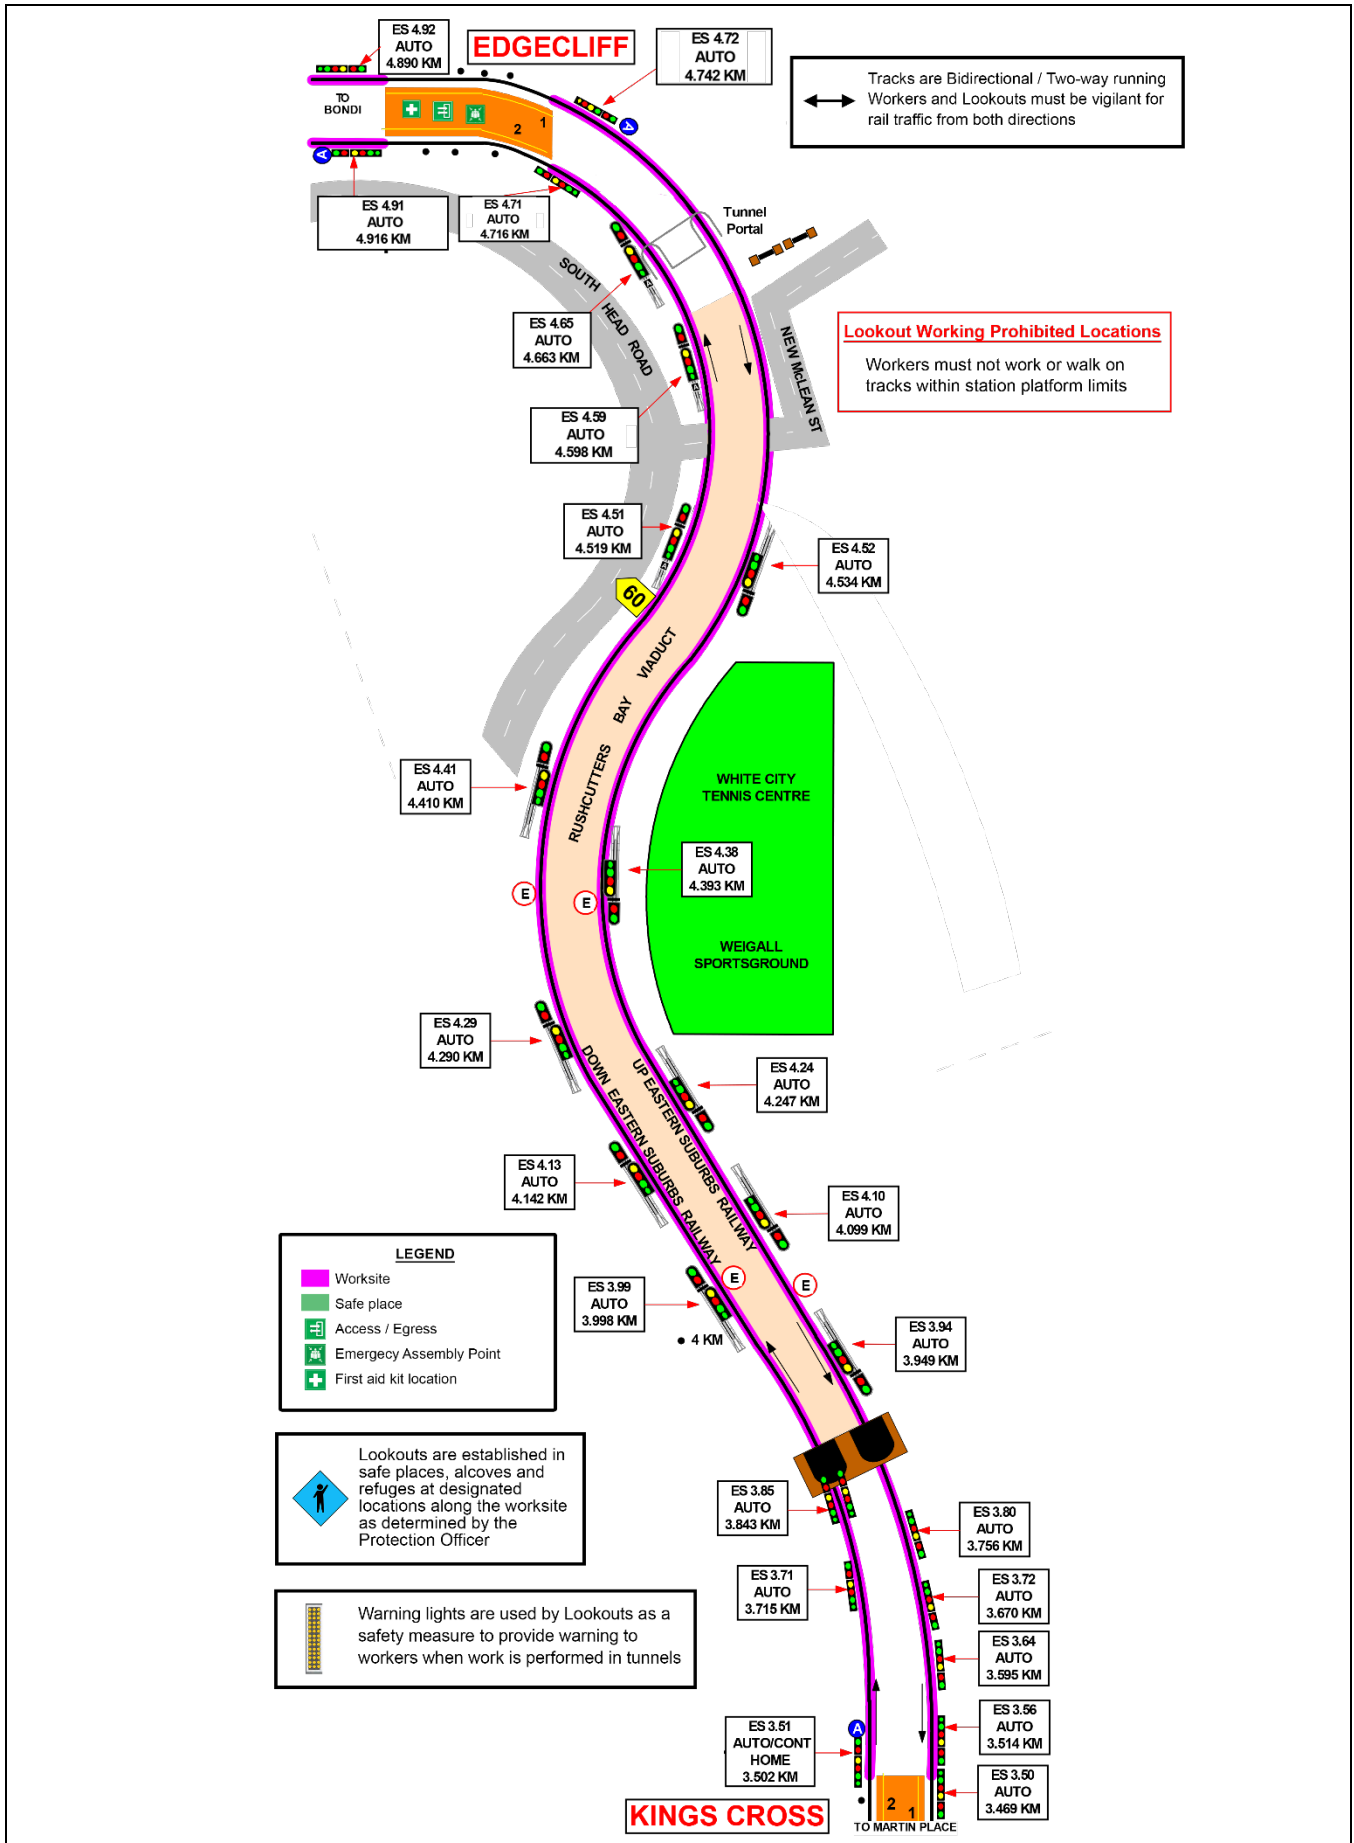 ES 4.92
AUTO
4.890 KM
EDGECLIFF
ES 4.72
AUTO
4.742 KM
Tracks are Bidirectional / Two-way running
Workers and Lookouts must be vigilant for
rail traffic from both directions
TO
BONDI
2
1
A
A
ES 4.91
AUTO
4.916 KM
ES 4.71
AUTO
4.716 KM
Tunnel
Portal
SOUTH HEAD ROAD
NEW McLEAN ST
ES 4.65
AUTO
4.663 KM
Lookout Working Prohibited Locations
Workers must not work or walk on
tracks within station platform limits
ES 4.59
AUTO
4.598 KM
ES 4.51
AUTO
4.519 KM
ES 4.52
AUTO
4.534 KM
60
RUSHCUTTERS BAY VIADUCT
WHITE CITY
TENNIS CENTRE
ES 4.41
AUTO
4.410 KM
ES 4.38
AUTO
4.393 KM
E
E
WEIGALL
SPORTSGROUND
ES 4.29
AUTO
4.290 KM
DOWN EASTERN SUBURBS RAILWAY
UP EASTERN SUBURBS RAILWAY
ES 4.24
AUTO
4.247 KM
ES 4.13
AUTO
4.142 KM
ES 4.10
AUTO
4.099 KM
LEGEND
Worksite
Safe place
Access / Egress
Emergecy Assembly Point
First aid kit location
E
E
ES 3.99
AUTO
3.998 KM
4 KM
ES 3.94
AUTO
3.949 KM
Lookouts are established in
safe places, alcoves and
refuges at designated
locations along the worksite
as determined by the
Protection Officer
ES 3.85
AUTO
3.843 KM
ES 3.80
AUTO
3.756 KM
ES 3.71
AUTO
3.715 KM
ES 3.72
AUTO
3.670 KM
Warning lights are used by Lookouts as a
safety measure to provide warning to
workers when work is performed in tunnels
ES 3.64
AUTO
3.595 KM
A
ES 3.51
AUTO/CONT
HOME
3.502 KM
ES 3.56
AUTO
3.514 KM
ES 3.50
AUTO
3.469 KM
KINGS CROSS
2
1
TO MARTIN PLACE